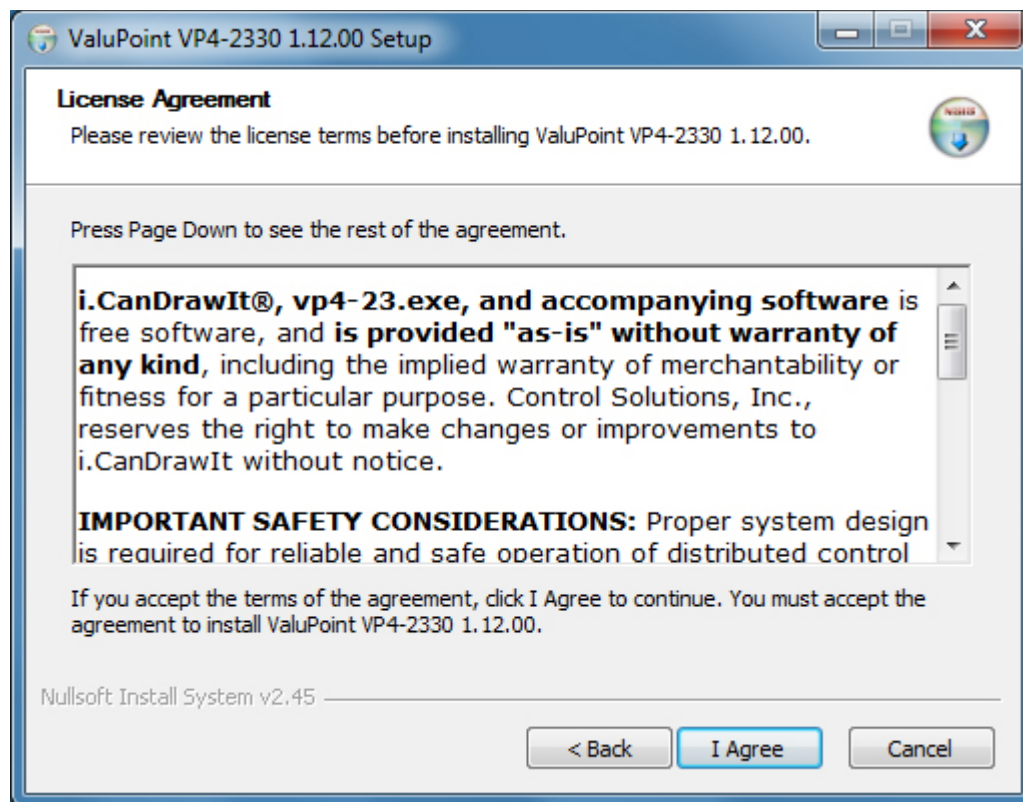 ValuPoint VP4-2330 1.12.00 Setup
License Agreement
Please review the license terms before installing ValuPoint VP4-2330 1.12.00.
Press Page Down to see the rest of the agreement.
i.CanDrawIt®, vp4-23.exe, and accompanying software is
free software, and is provided "as-is" without warranty of
any kind, including the implied warranty of merchantability or
fitness for a particular purpose. Control Solutions, Inc.,
reserves the right to make changes or improvements to
i.CanDrawIt without notice.
IMPORTANT SAFETY CONSIDERATIONS: Proper system design
is required for reliable and safe operation of distributed control
If you accept the terms of the agreement, click I Agree to continue. You must accept the
agreement to install ValuPoint VP4-2330 1.12.00.
Nullsoft Install System v2.45
< Back
I Agree
Cancel